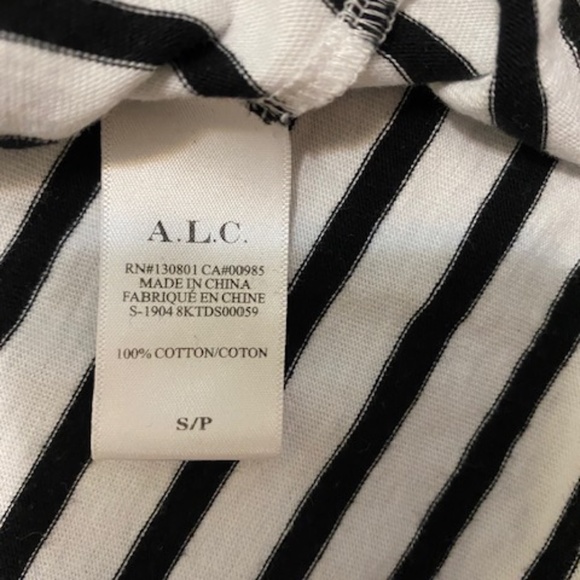 A.L.C.
RN#130801 CA#00985
MADE IN CHINA
FABRIQUÉ EN CHINE
S-1904 8KTDS00059
100% COTTON/COTON
S/P